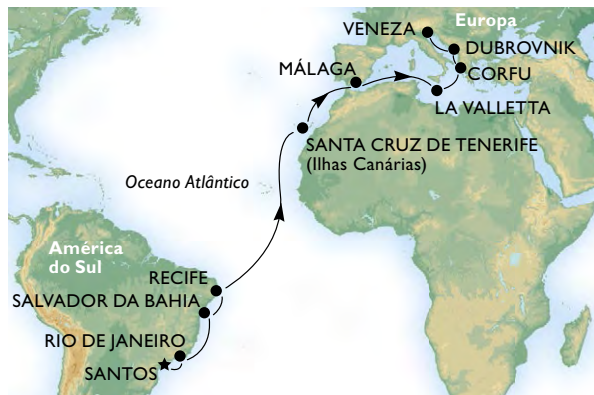 Europa
VENEZA
DUBROVNIK
MÁLAGA
CORFU
LA VALLETTA
SANTA CRUZ DE TENERIFE
(Ilhas Canárias)
Oceano Atlântico
América
do Sul
RECIFE
SALVADOR DA BAHIA
RIO DE JANEIRO
SANTOS